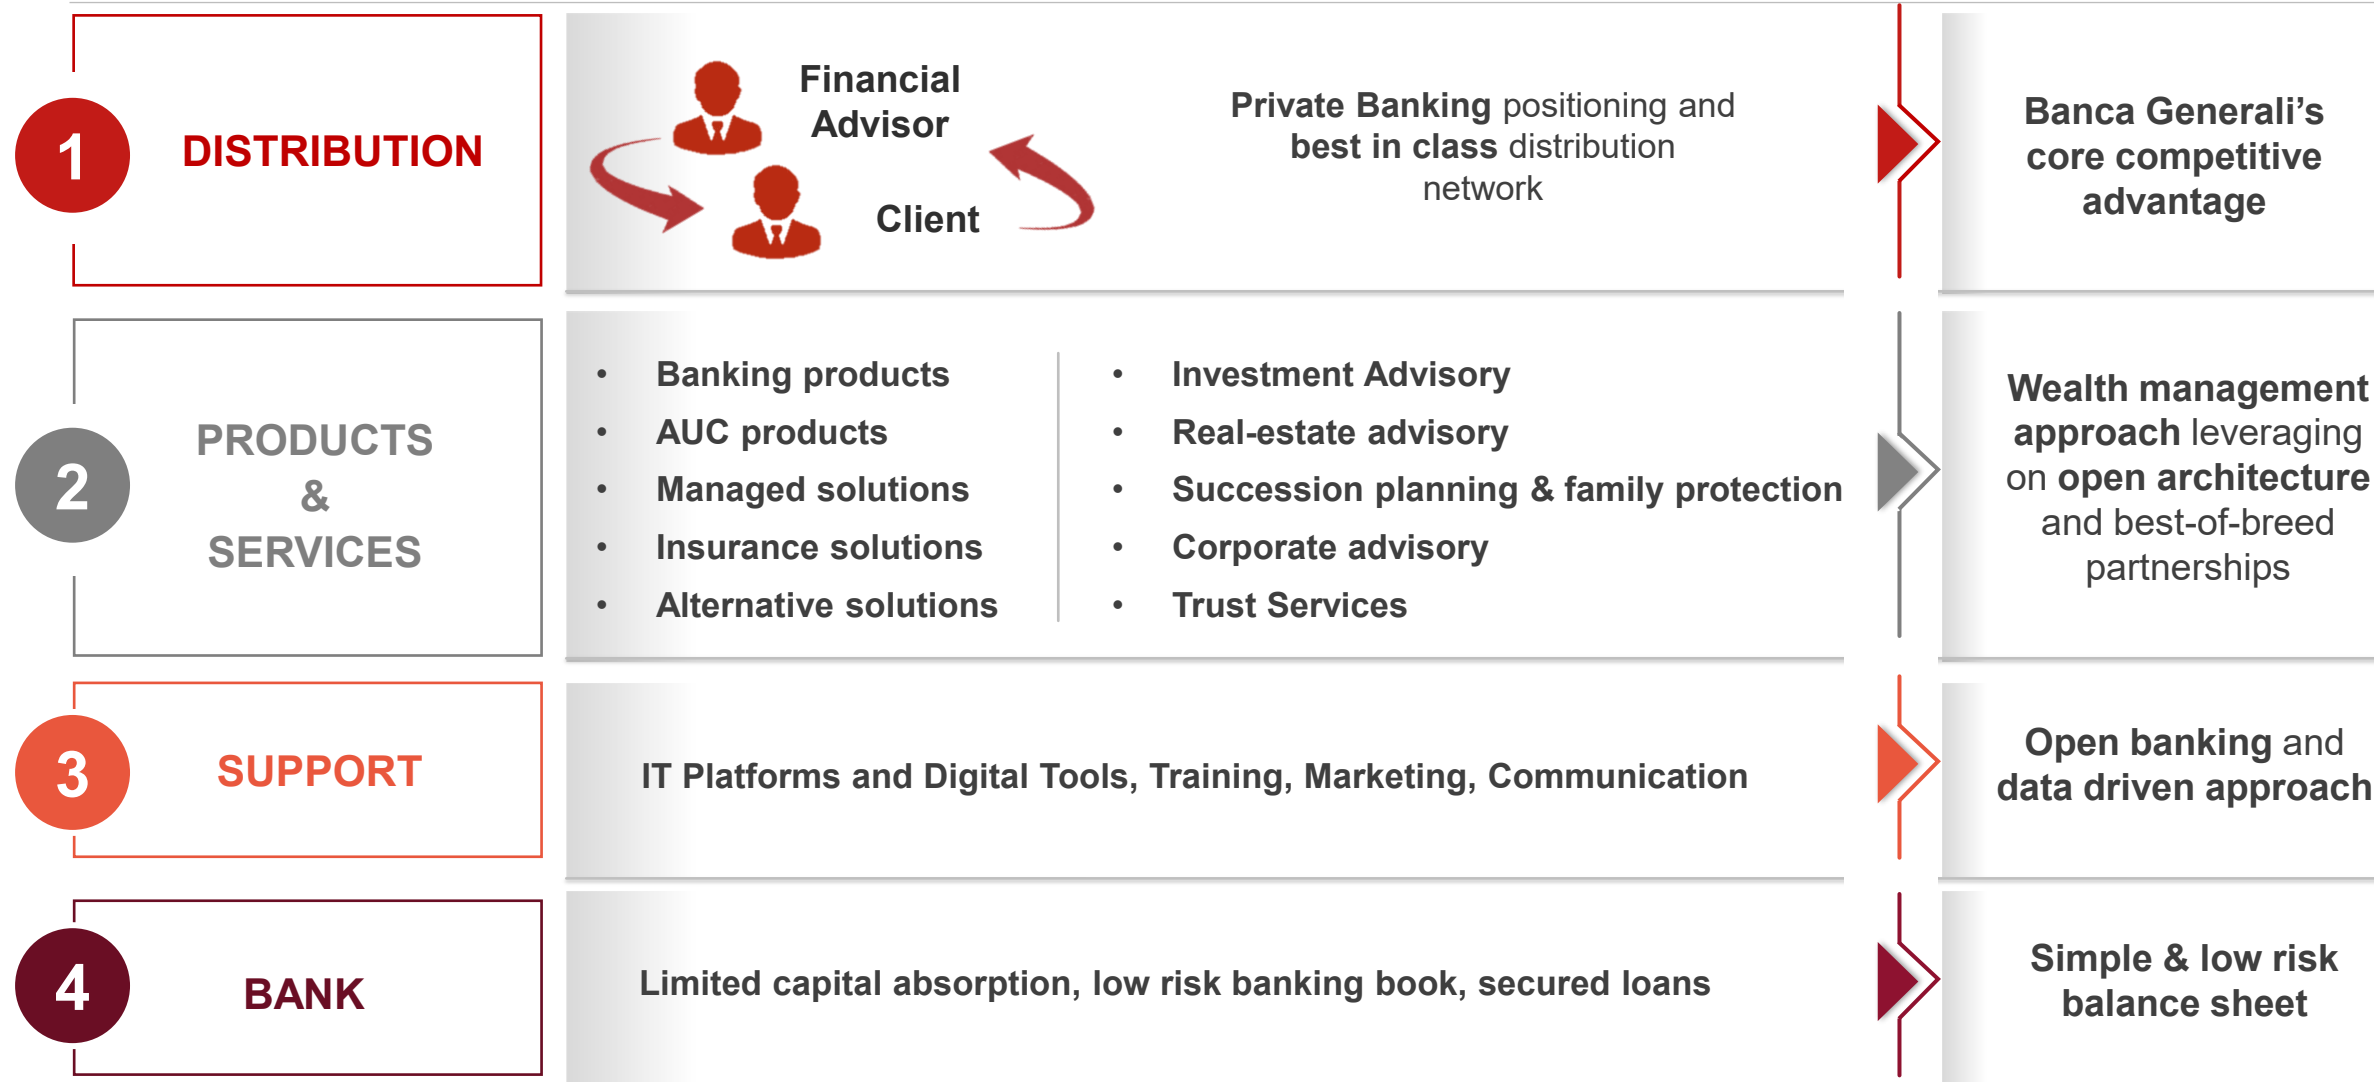 1
DISTRIBUTION
Financial
Advisor
Client
Private Banking positioning and
best in class distribution
network
Banca Generali’s
core competitive
advantage
2
PRODUCTS
&
SERVICES
• Banking products
• AUC products
• Managed solutions
• Insurance solutions
• Alternative solutions
• Investment Advisory
• Real-estate advisory
• Succession planning & family protection
• Corporate advisory
• Trust Services
Wealth management
approach leveraging
on open architecture
and best-of-breed
partnerships
3
SUPPORT
IT Platforms and Digital Tools, Training, Marketing, Communication
Open banking and
data driven approach
4
BANK
Limited capital absorption, low risk banking book, secured loans
Simple & low risk
balance sheet